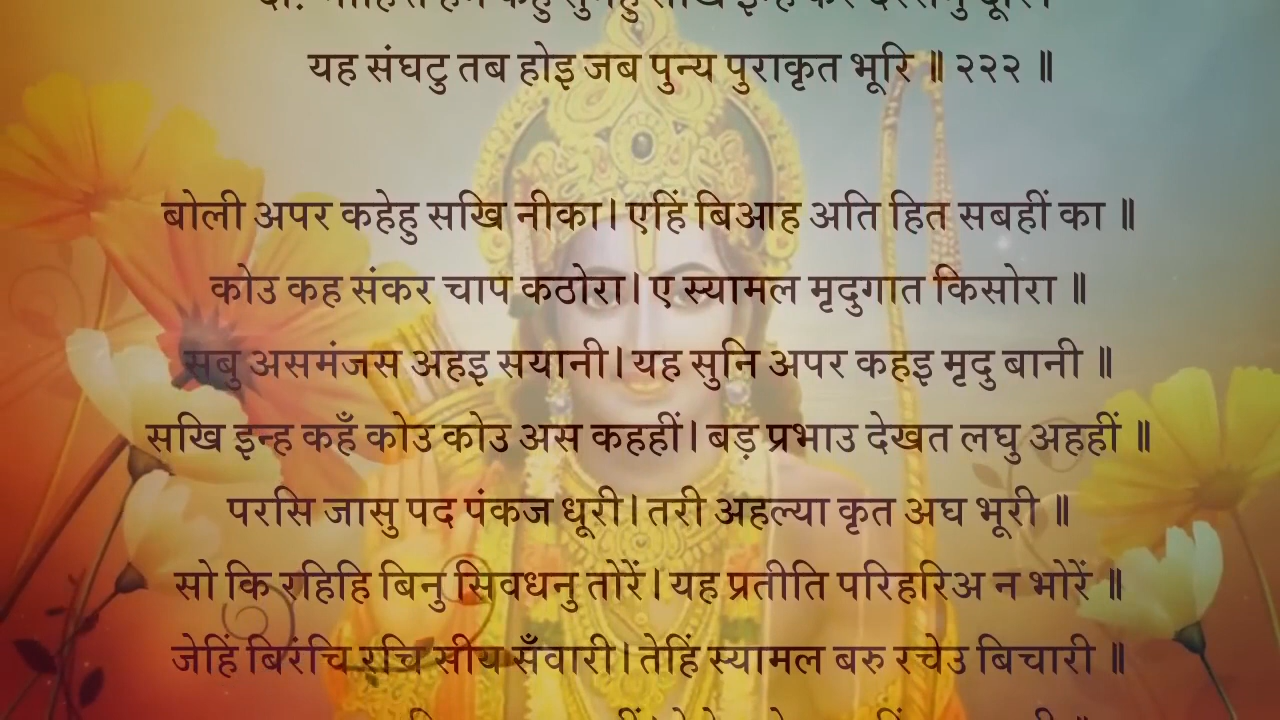 यह संघटु तब होइ जब पुन्य पुराकृत भूरि ॥ २२२ ॥
बोली अपर कहेहु सखि नीका। एहिं बिआह अति हित सबहीं का ॥
कोउ कह संकर चाप कठोरा। ए स्यामल मृदुगात किसोरा ॥
सबु असमंजस अहइ सयानी। यह सुनि अपर कहइ मृदु बानी ॥
सखि इन्ह कहँ कोउ कोउ अस कहहीं। बड़ प्रभाउ देखत लघु अहहीं ॥
परसि जासु पद पंकज धूरी। तरी अहल्या कृत अघ भूरी ॥
सो कि रहिहि बिनु सिवधनु तोरें। यह प्रतीति परिहरिअ न भोरें ॥
जेहिं बिरंचि रचि सीय सँवारी। तेहिं स्यामल बरु रचेउ बिचारी ॥